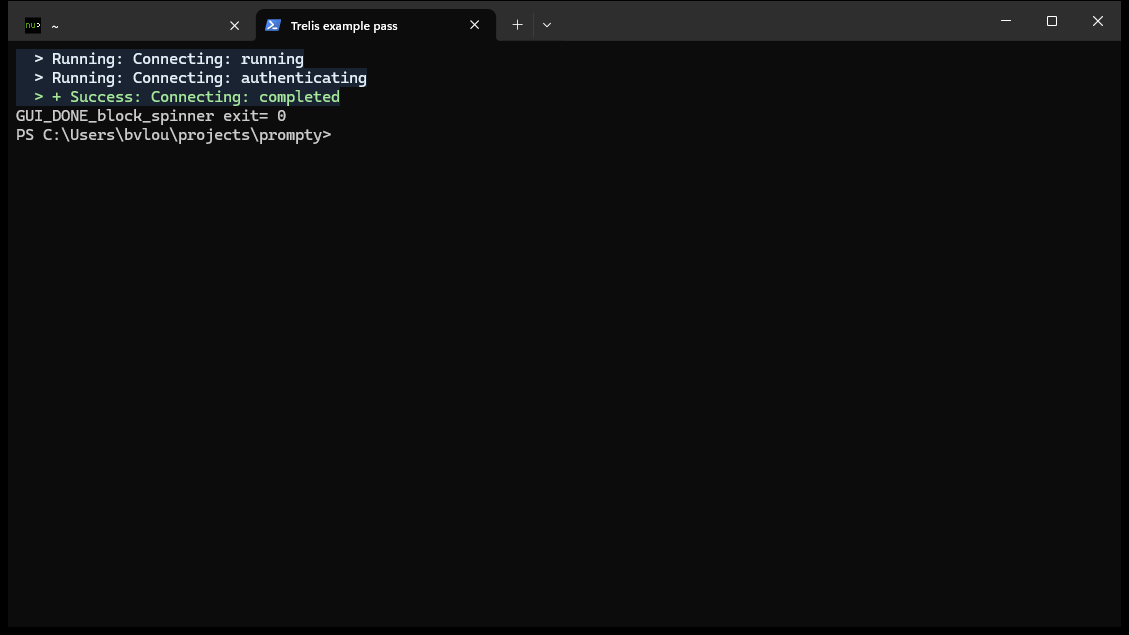 nu>
~
Trelis example pass
> Running: Connecting: running
> Running: Connecting: authenticating
> + Success: Connecting: completed
GUI_DONE_block_spinner exit= 0
PS C:\Users\bvlou\projects\prompty>